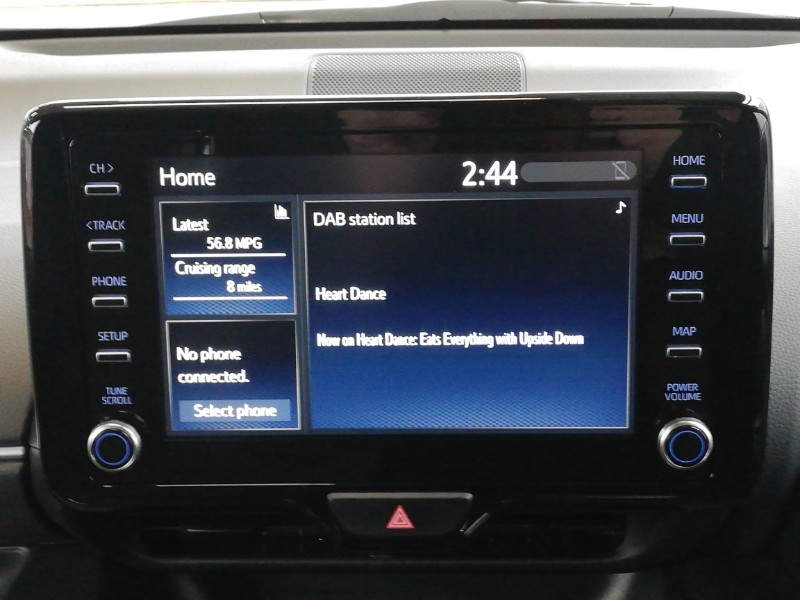 CH >
<TRACK
PHONE
SETUP
TUNE
SCROLL
Home
2:44
Latest
56.8 MPG
Cruising range
8 miles
No phone
connected.
Select phone
DAB station list
Heart Dance
Now on Heart Dance: Eats Everything with Upside Down
HOME
MENU
AUDIO
MAP
POWER
VOLUME